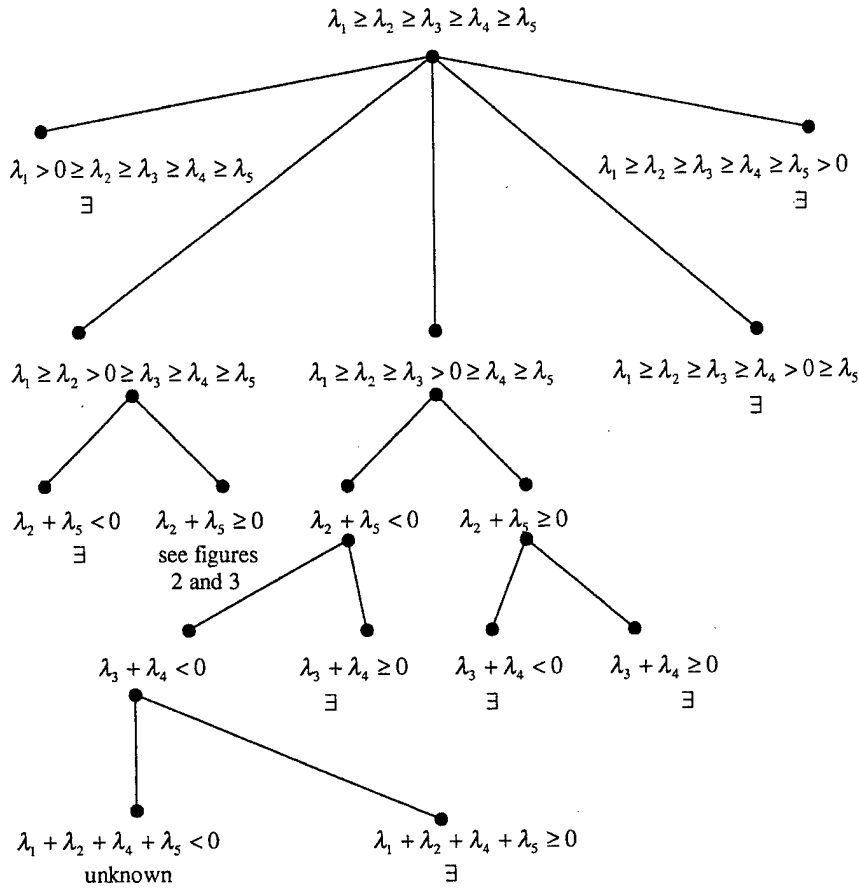 λ₁ ≥ λ₂ ≥ λ₃ ≥ λ₄ ≥ λ₅
λ₁ > 0 ≥ λ₂ ≥ λ₃ ≥ λ₄ ≥ λ₅
∃
λ₁ ≥ λ₂ ≥ λ₃ ≥ λ₄ ≥ λ₅ > 0
∃
λ₁ ≥ λ₂ > 0 ≥ λ₃ ≥ λ₄ ≥ λ₅
λ₁ ≥ λ₂ ≥ λ₃ > 0 ≥ λ₄ ≥ λ₅
λ₁ ≥ λ₂ ≥ λ₃ ≥ λ₄ > 0 ≥ λ₅
∃
λ₂ + λ₅ < 0
∃
λ₂ + λ₅ ≥ 0
see figures
2 and 3
λ₂ + λ₅ < 0
λ₂ + λ₅ ≥ 0
λ₃ + λ₄ < 0
λ₃ + λ₄ ≥ 0
∃
λ₃ + λ₄ < 0
∃
λ₃ + λ₄ ≥ 0
∃
λ₁ + λ₂ + λ₄ + λ₅ < 0
unknown
λ₁ + λ₂ + λ₄ + λ₅ ≥ 0
∃